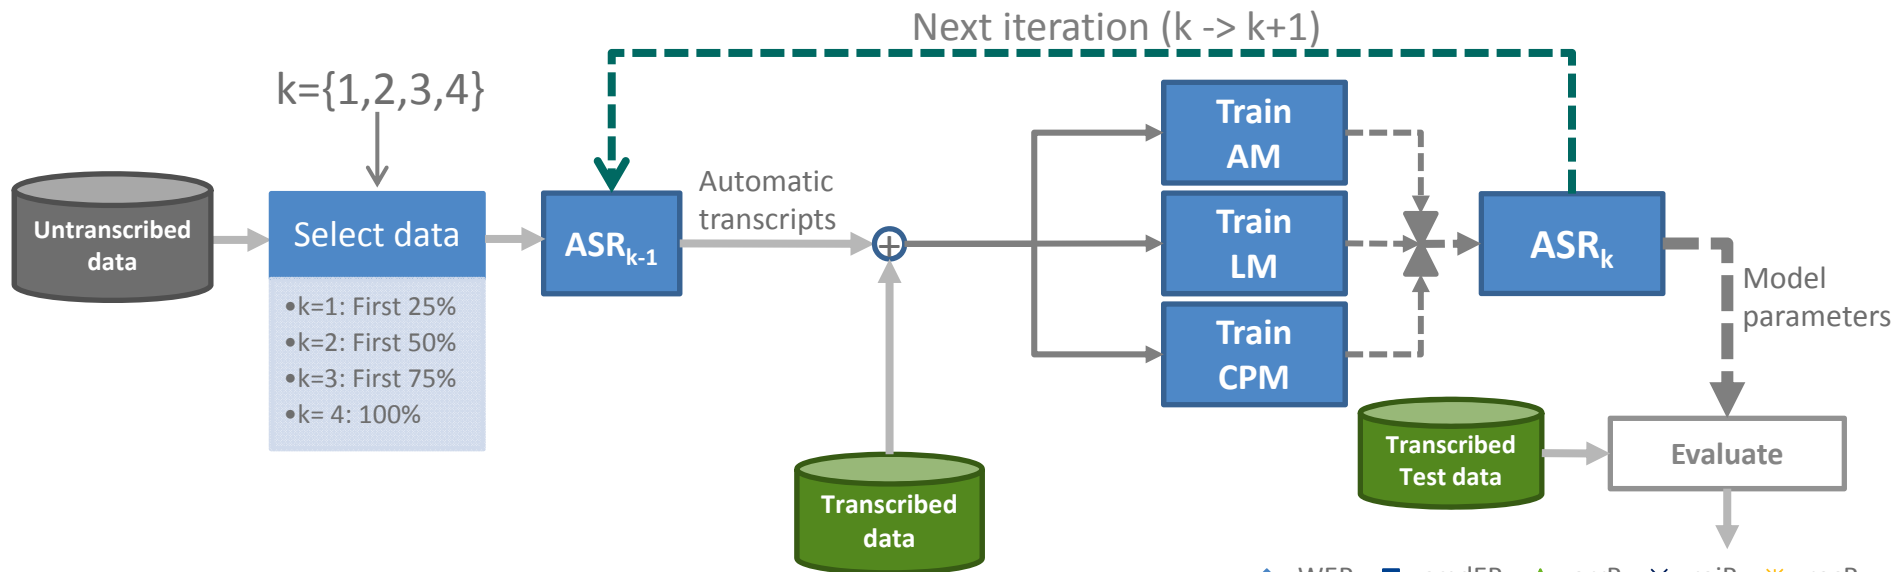 Next iteration (k -> k+1)
k={1,2,3,4}
Untranscribed
data
Select data
•k=1: First 25%
•k=2: First 50%
•k=3: First 75%
•k= 4: 100%
ASRk-1
Automatic
transcripts
+
Transcribed
data
Train
AM
Train
LM
Train
CPM
ASRk
Model
parameters
Transcribed
Test data
Evaluate